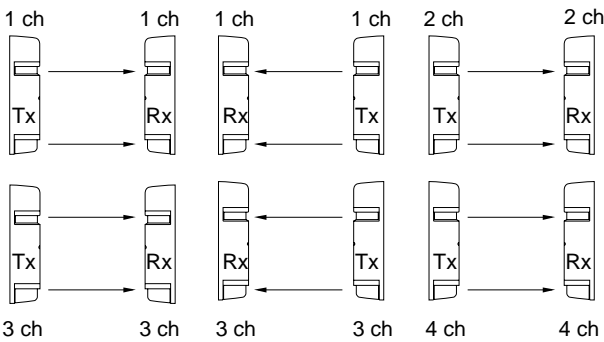 1 ch 1 ch 1 ch 1 ch 2 ch 2 ch
Tx Rx Rx Tx Tx Rx
Tx Rx Rx Tx Tx Rx
3 ch 3 ch 3 ch 3 ch 4 ch 4 ch